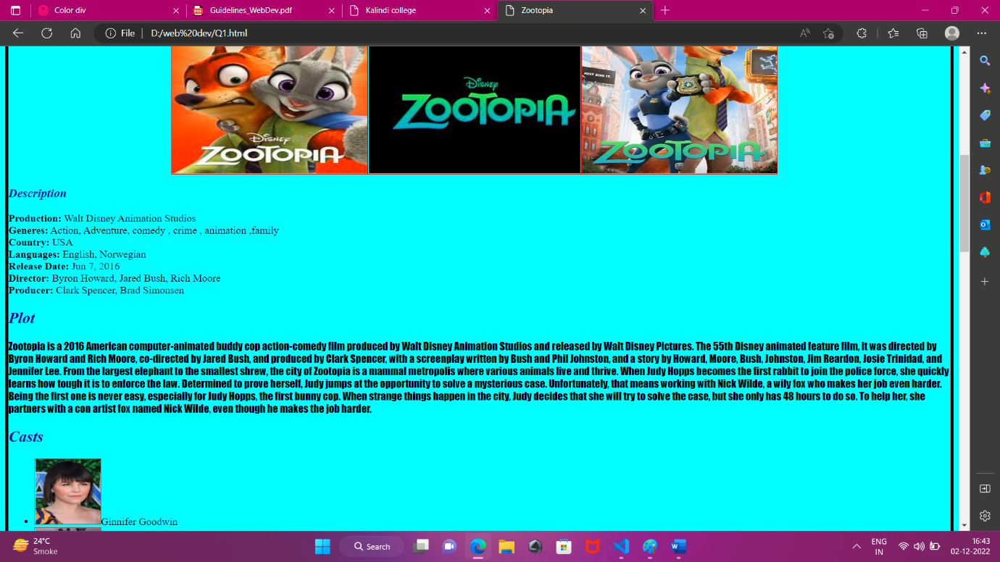 Color div
Guidelines_WebDev.pdf
Kalindi college
Zootopia
File
D:/web%20dev/Q1.html
DISNEY
ZOOTOPIA
DISNEY
ZOOTOPIA
JUST ZOO IT.
ZOOTOPIA
Description
Production: Walt Disney Animation Studios
Generes: Action, Adventure, comedy , crime , animation ,family
Country: USA
Languages: English, Norwegian
Release Date: Jun 7, 2016
Director: Byron Howard, Jared Bush, Rich Moore
Producer: Clark Spencer, Brad Simonsen
Plot
Zootopia is a 2016 American computer-animated buddy cop action-comedy film produced by Walt Disney Animation Studios and released by Walt Disney Pictures. The 55th Disney animated feature film, it was directed by
Byron Howard and Rich Moore, co-directed by Jared Bush, and produced by Clark Spencer, with a screenplay written by Bush and Phil Johnston, and a story by Howard, Moore, Bush, Johnston, Jim Reardon, Josie Trinidad, and
Jennifer Lee. From the largest elephant to the smallest shrew, the city of Zootopia is a mammal metropolis where various animals live and thrive. When Judy Hopps becomes the first rabbit to join the police force, she quickly
learns how tough it is to enforce the law. Determined to prove herself, Judy jumps at the opportunity to solve a mysterious case. Unfortunately, that means working with Nick Wilde, a wily fox who makes her job even harder.
Being the first one is never easy, especially for Judy Hopps, the first bunny cop. When strange things happen in the city, Judy decides that she will try to solve the case, but she only has 48 hours to do so. To help her, she
partners with a con artist fox named Nick Wilde, even though he makes the job harder.
Casts
Ginnifer Goodwin
24°C
Smoke
Search
ENG
IN
16:43
02-12-2022